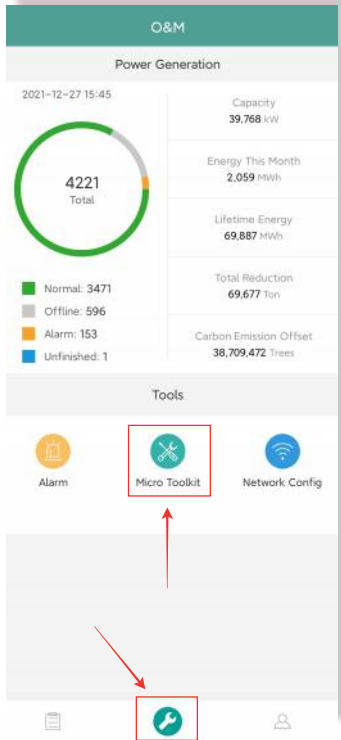 O&M
Power Generation
2021-12-27 15:45
4221
Total
Normal: 3471
Offline: 596
Alarm: 153
Unfinished: 1
Capacity
39,768 kW
Energy This Month
2,059 MWh
Lifetime Energy
69,887 MWh
Total Reduction
69,677 Ton
Carbon Emission Offset
38,709,472 Trees
Tools
Alarm
Micro Toolkit
Network Config